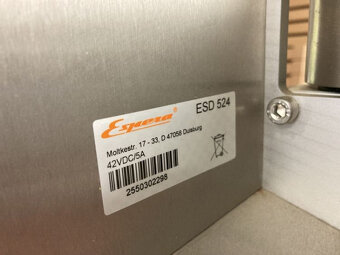 Espera
ESD 524
Moltkestr. 17 - 33, D 47058 Duisburg
42VDC/5A
2550302298